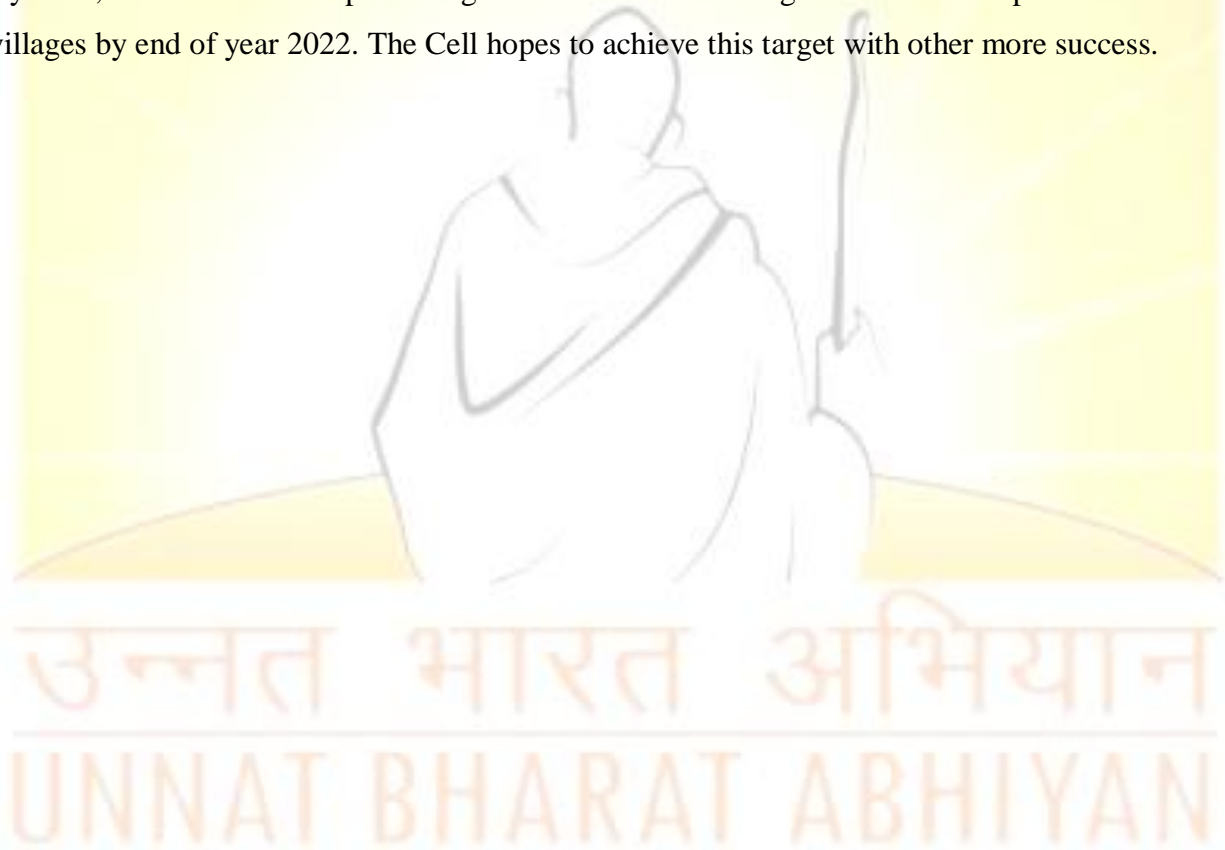 villages by end of year 2022. The Cell hopes to achieve this target with other more success.
उन्नत भारत अभियान
UNNAT BHARAT ABHIYAN